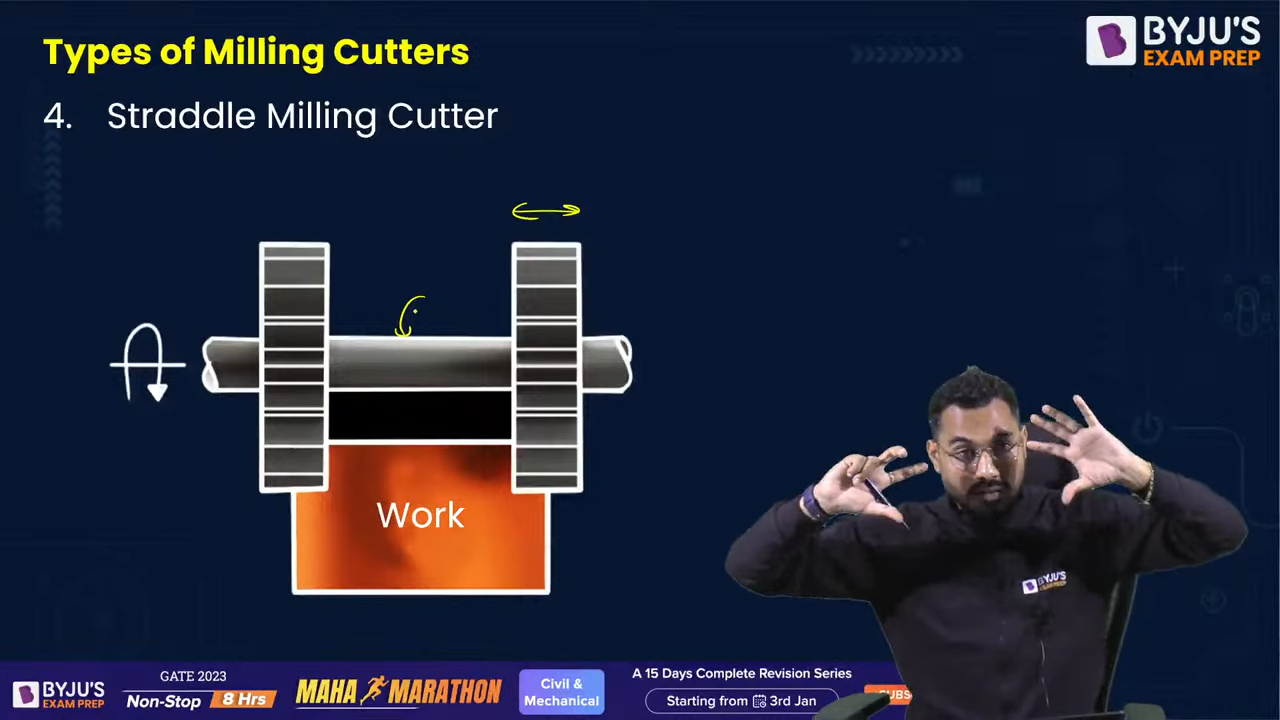 Types of Milling Cutters
BYJU'S
EXAM PREP
4. Straddle Milling Cutter
Work
BYJU'S
BYJU'S
EXAM PREP
GATE 2023
Non-Stop 8 Hrs
MAHA MARATHON
Civil &
Mechanical
A 15 Days Complete Revision Series
Starting from 3rd Jan